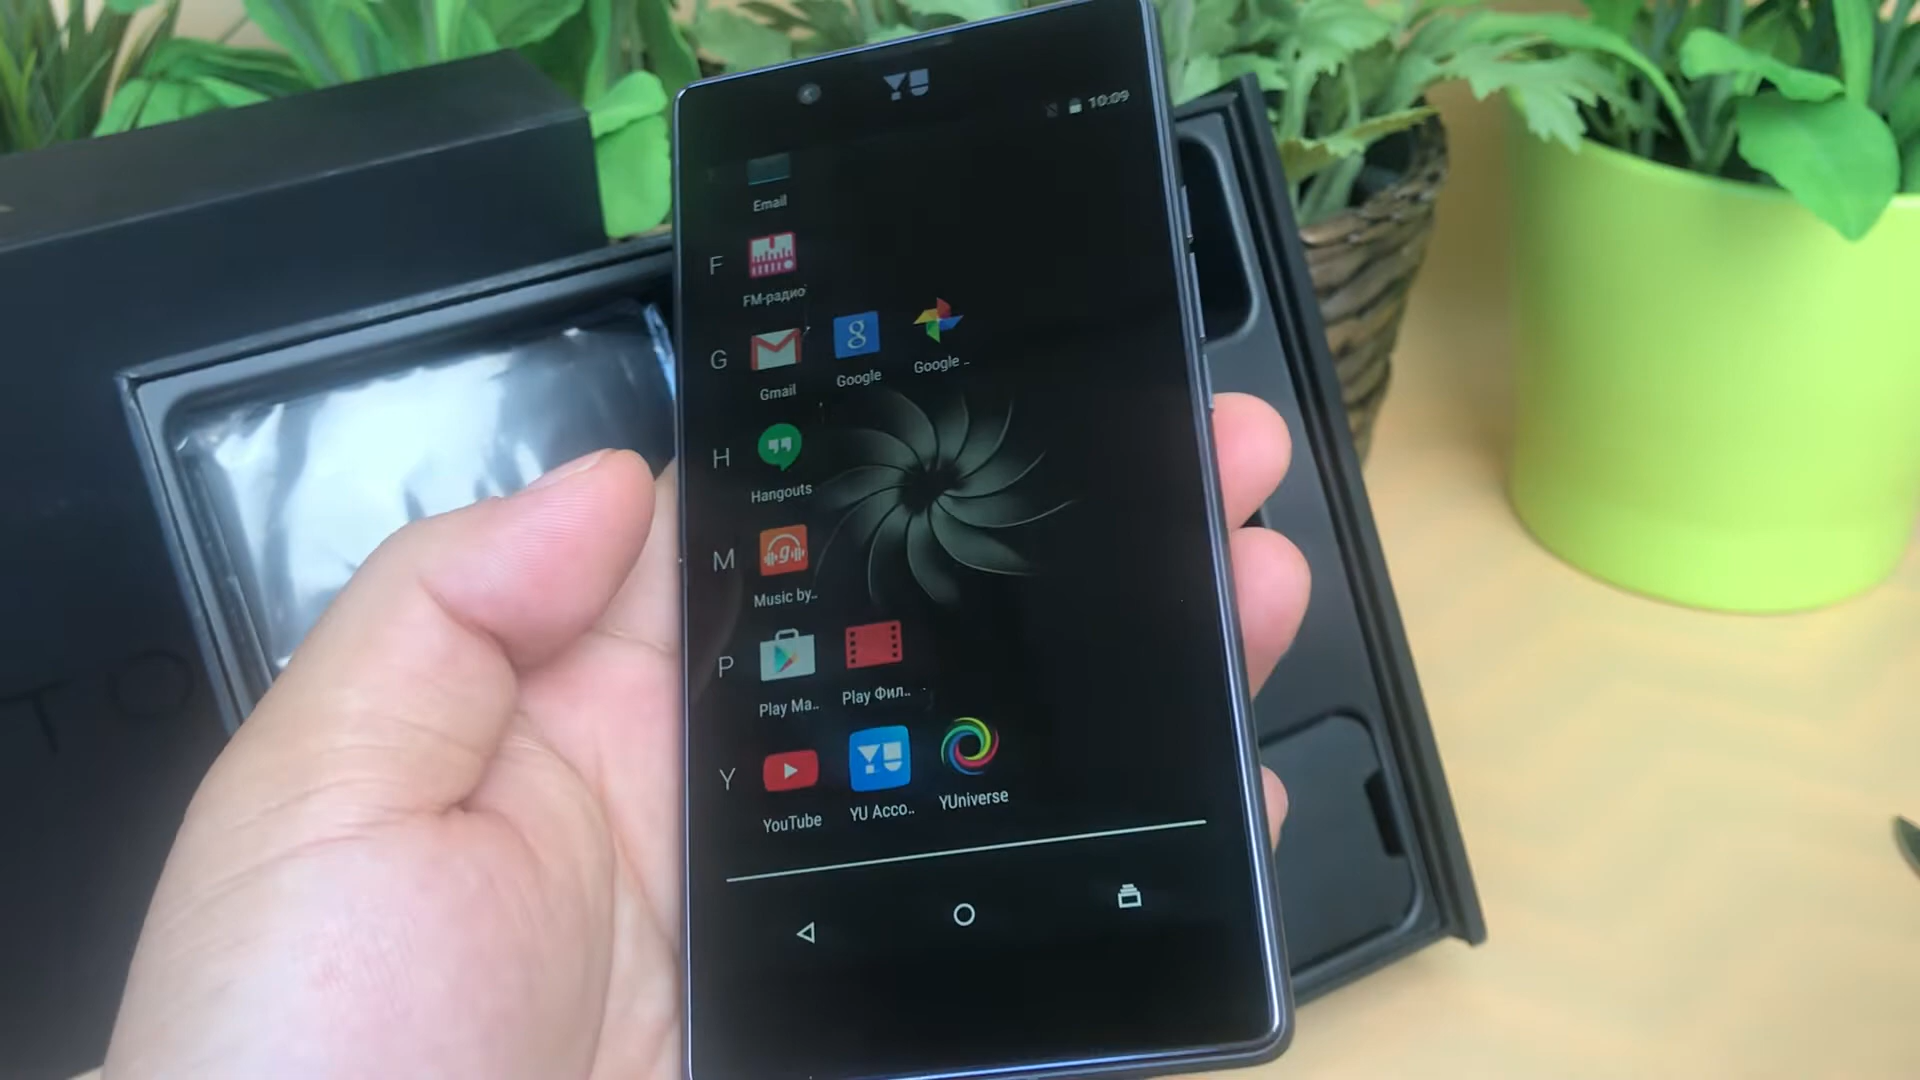 YU
10:09
Email
F
FM-радио
G
Gmail
Google
Google ..
H
Hangouts
M
g
Music by..
P
Play Ma..
Play Фил..
Y
YouTube
YU Acco..
YUniverse
TO